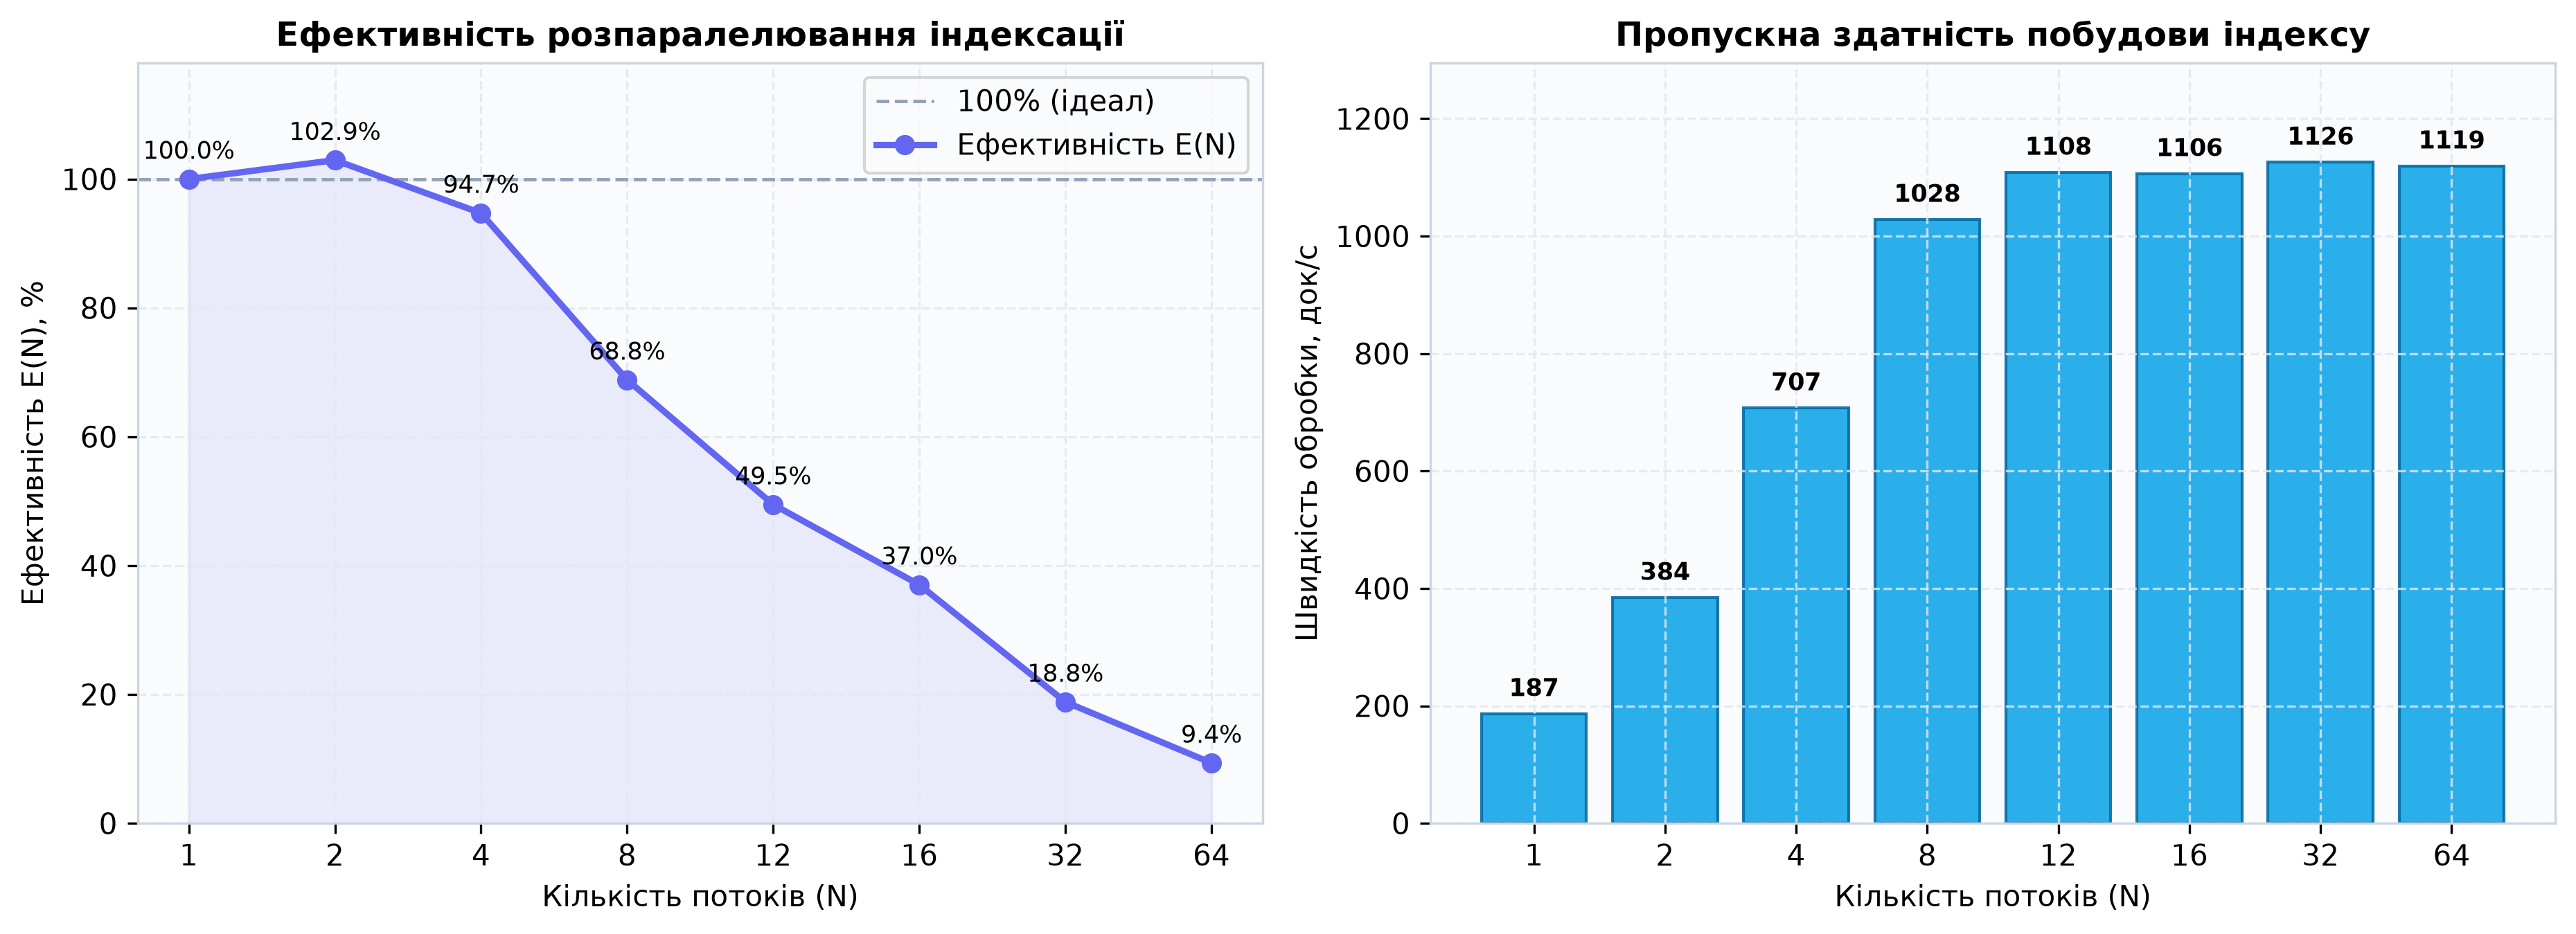 Ефективність розпаралелювання індексації
100% (ідеал)
Ефективність E(N)
100.0%
102.9%
94.7%
68.8%
49.5%
37.0%
18.8%
9.4%
Ефективність E(N), %
100
80
60
40
20
0
1 2 4 8 12 16 32 64
Кількість потоків (N)
Пропускна здатність побудови індексу
Швидкість обробки, док/с
1200
1000
800
600
400
200
0
187
384
707
1028
1108
1106
1126
1119
1 2 4 8 12 16 32 64
Кількість потоків (N)